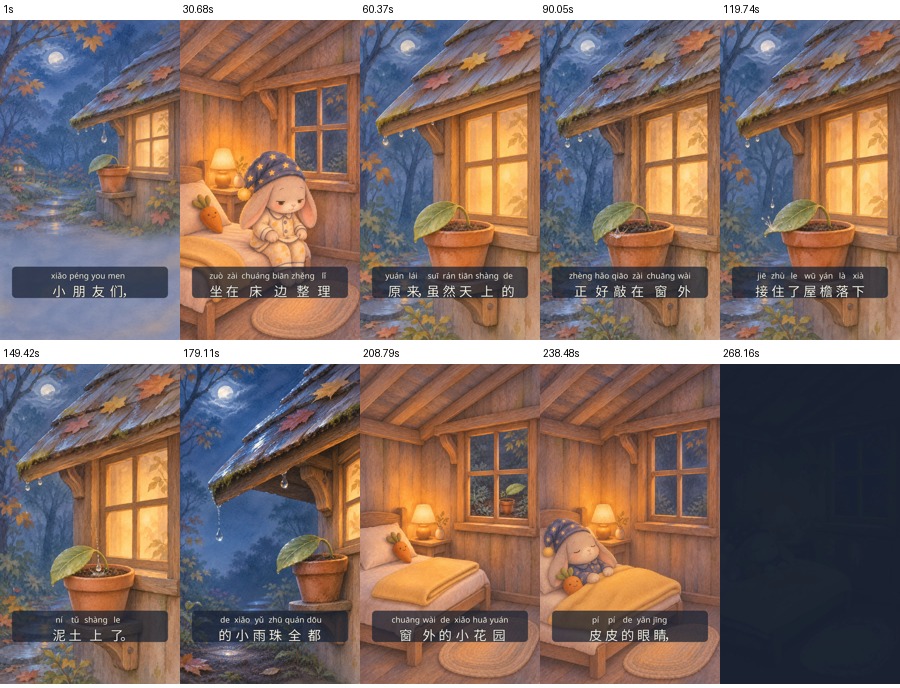 1s
30.68s
60.37s
90.05s
119.74s
xiǎo péng you men
小朋友们,
zuò zài chuáng biān zhěng lǐ
坐在床边整理
yuán lái suī rán tiān shàng de
原来,虽然天上的
zhèng hǎo qiāo zài chuāng wài
正好敲在窗外
jiē zhù le wū yán là xià
接住了屋檐落下
149.42s
179.11s
208.79s
238.48s
268.16s
ní tǔ shàng le
泥土上了。
de xiǎo yǔ zhū quán dōu
的小雨珠全都
chuāng wài de xiǎo huā yuán
窗外的小花园
pí pí de yǎn jīng
皮皮的眼睛,